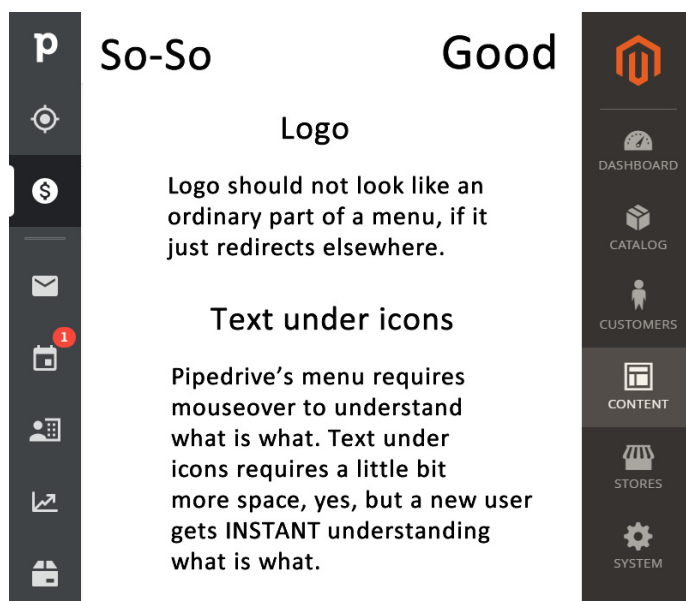 p
So-So
Good
Logo
Logo should not look like an
ordinary part of a menu, if it
just redirects elsewhere.
Text under icons
Pipedrive’s menu requires
mouseover to understand
what is what. Text under
icons requires a little bit
more space, yes, but a new user
gets INSTANT understanding
what is what.
$
1
DASHBOARD
CATALOG
CUSTOMERS
CONTENT
STORES
SYSTEM